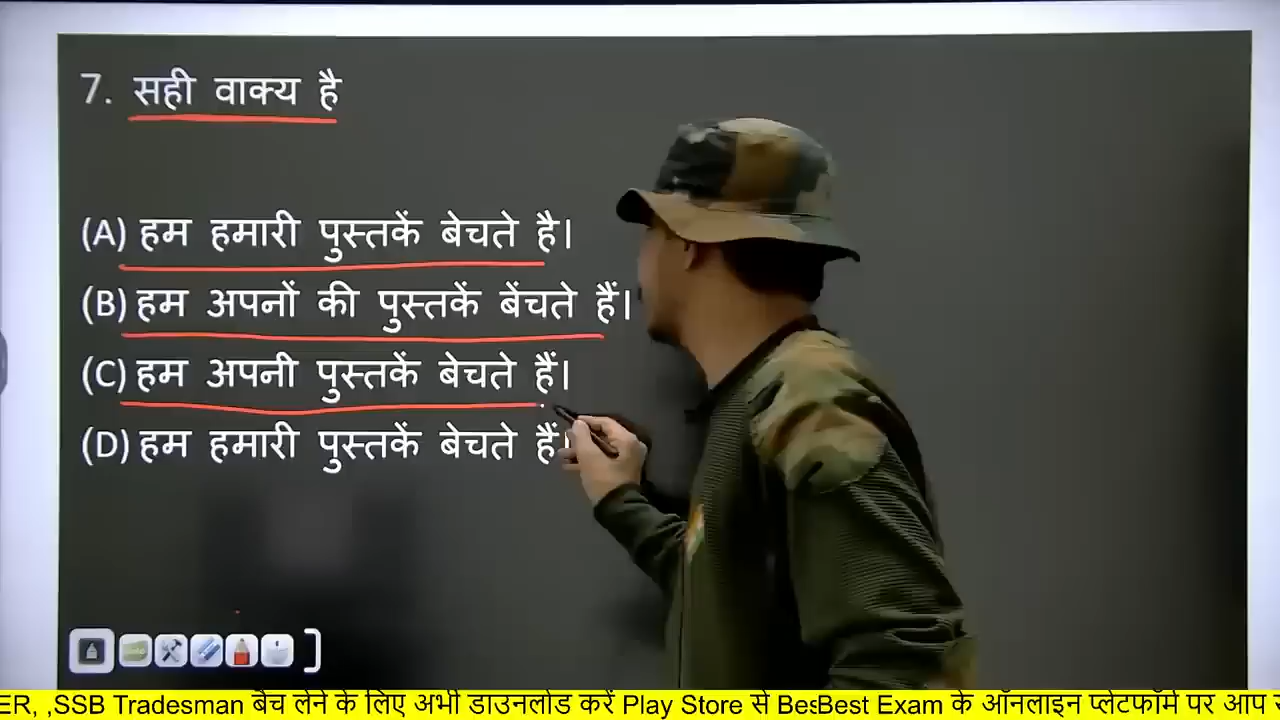 7. सही वाक्य है
(A) हम हमारी पुस्तकें बेचते है।
(B) हम अपनों की पुस्तकें बेंचते हैं।
(C) हम अपनी पुस्तकें बेचते हैं।
(D) हम हमारी पुस्तकें बेचते हैं।
ER, ,SSB Tradesman बैच लेने के लिए अभी डाउनलोड करें Play Store से BesBest Exam के ऑनलाइन प्लेटफॉर्म पर आप